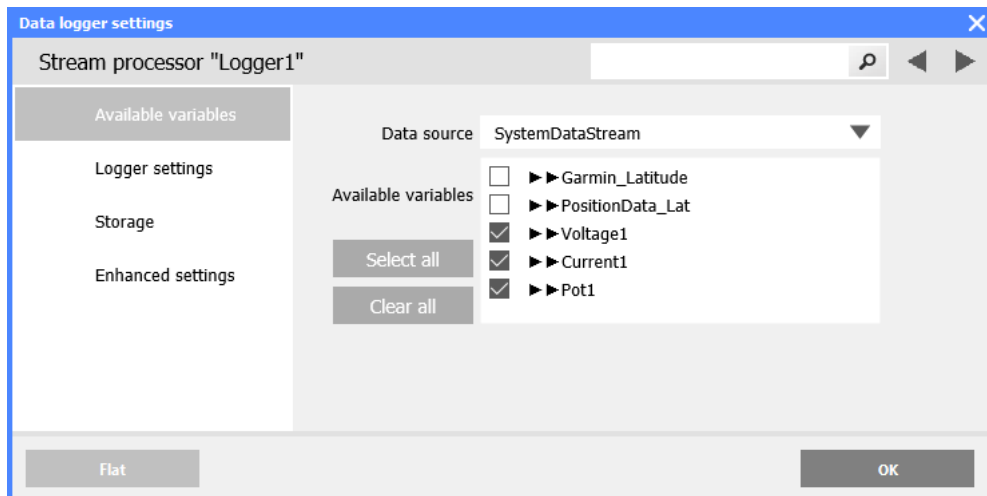 Data logger settings
Stream processor "Logger1"
Available variables
Logger settings
Storage
Enhanced settings
Data source
SystemDataStream
Available variables
Select all
Clear all
►►Garmin_Latitude
►►PositionData_Lat
►►Voltage1
►►Current1
►►Pot1
Flat
OK